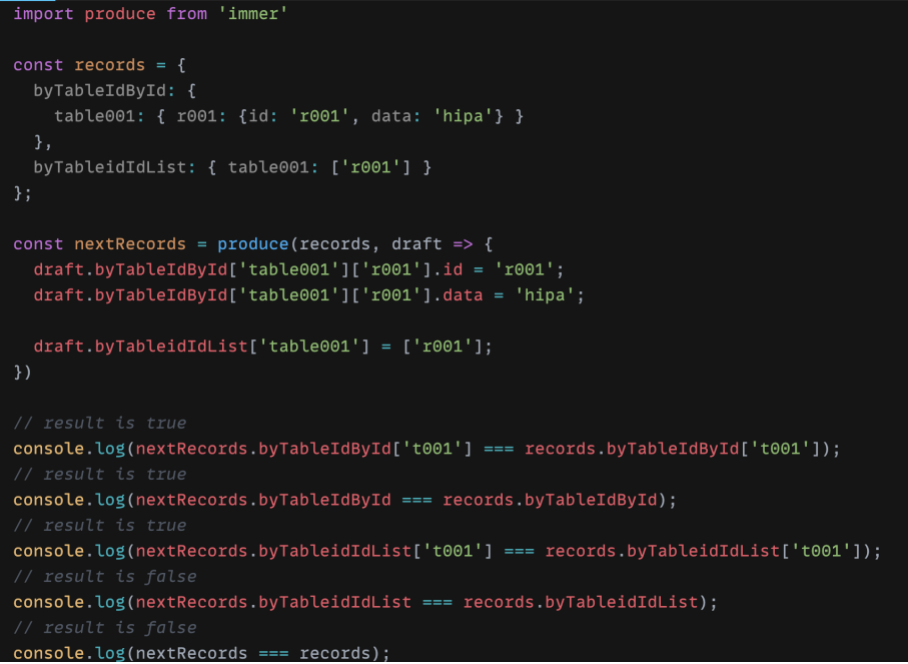 import produce from 'immer'
const records = {
  byTableIdById: {
    table001: { r001: {id: 'r001', data: 'hipa'} }
  },
  byTableidIdList: { table001: ['r001'] }
};
const nextRecords = produce(records, draft => {
  draft.byTableIdById['table001']['r001'].id = 'r001';
  draft.byTableIdById['table001']['r001'].data = 'hipa';
  draft.byTableidIdList['table001'] = ['r001'];
})
// result is true
console.log(nextRecords.byTableIdById['t001'] === records.byTableIdById['t001']);
// result is true
console.log(nextRecords.byTableIdById === records.byTableIdById);
// result is true
console.log(nextRecords.byTableidIdList['t001'] === records.byTableidIdList['t001']);
// result is false
console.log(nextRecords.byTableidIdList === records.byTableidIdList);
// result is false
console.log(nextRecords === records);